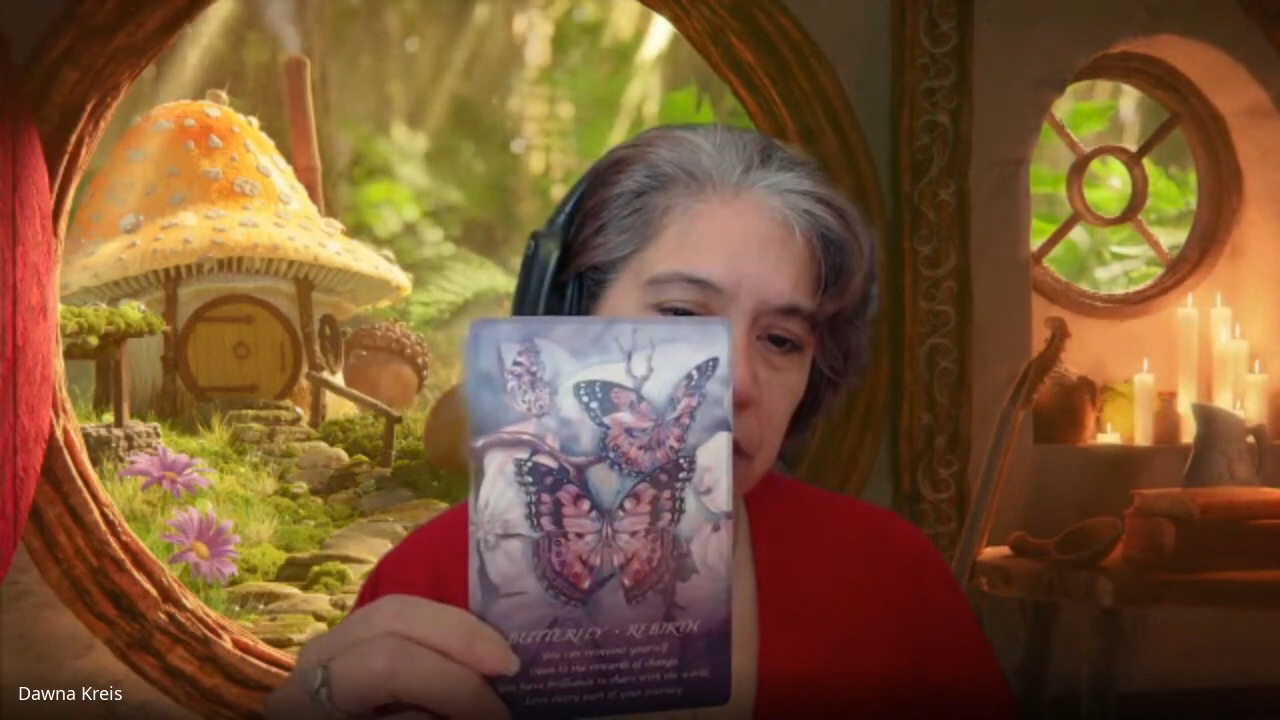 BUTTERFLY • REBIRTH
You can reinvent yourself.
Open to the rewards of change.
You have brilliance to share with the world.
Love every part of your journey.
Dawna Kreis